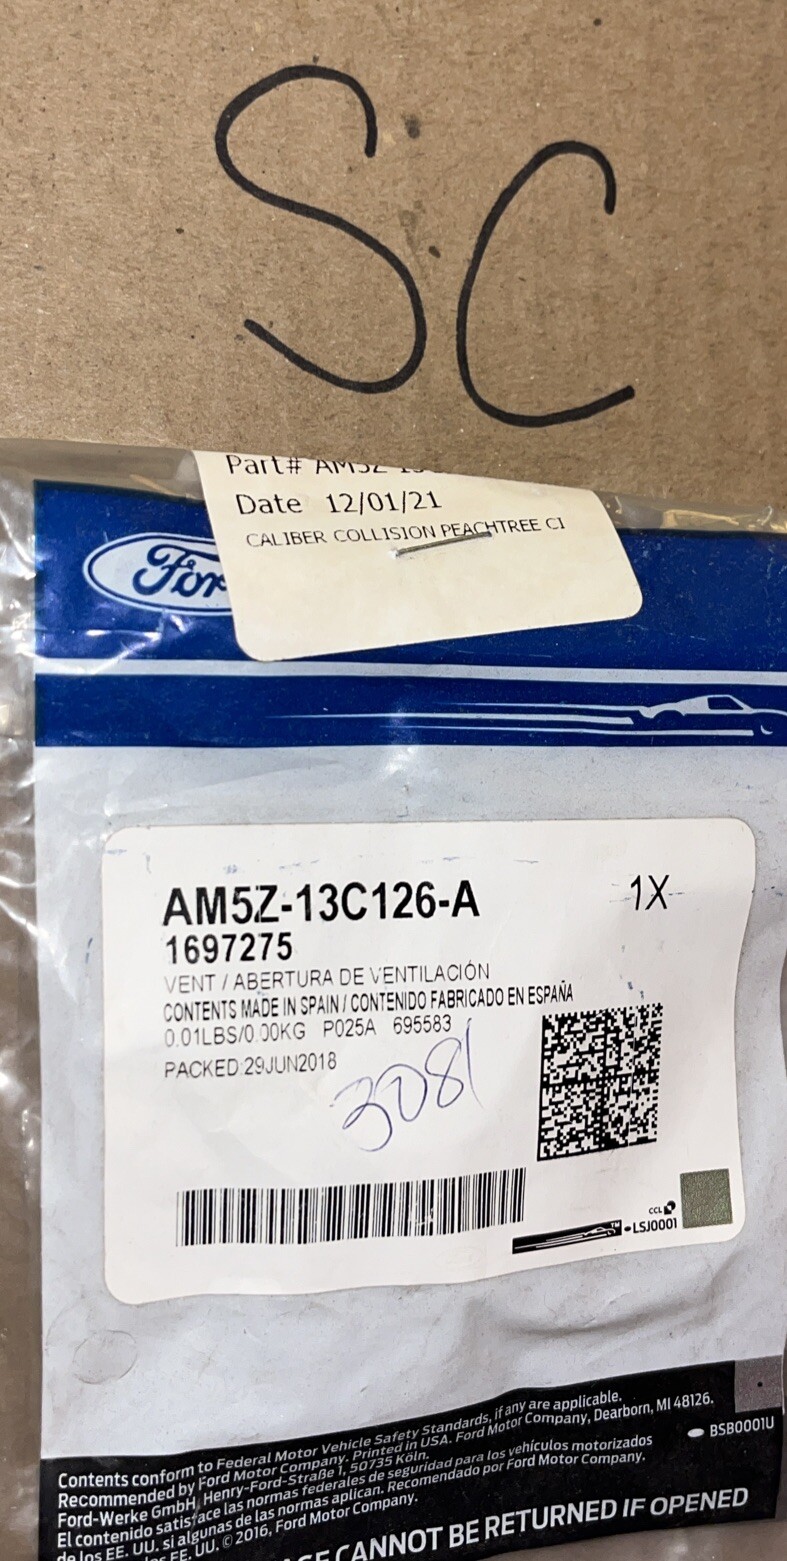 SC
Part# AM5Z
Date 12/01/21
CALIBER COLLISION PEACHTREE CI
Ford
AM5Z-13C126-A 1X
1697275
VENT / ABERTURA DE VENTILACIÓN
CONTENTS MADE IN SPAIN / CONTENIDO FABRICADO EN ESPAÑA
0.01LBS/0.00KG P025A 695583
PACKED:29JUN2018
3081
CCL
TM •LSJ0001
Contents conform to Federal Motor Vehicle Safety Standards, if any are applicable.
Recommended by Ford Motor Company. Printed in USA. Ford Motor Company, Dearborn, MI 48126.
Ford-Werke GmbH, Henry-Ford-Straße 1, 50735 Köln.
El contenido satisface las normas federales de seguridad para los vehículos motorizados
de los EE. UU. si algunas de las normas aplican. Recomendado por Ford Motor Company.
EE. UU. © 2016, Ford Motor Company.
BSB0001U
CANNOT BE RETURNED IF OPENED